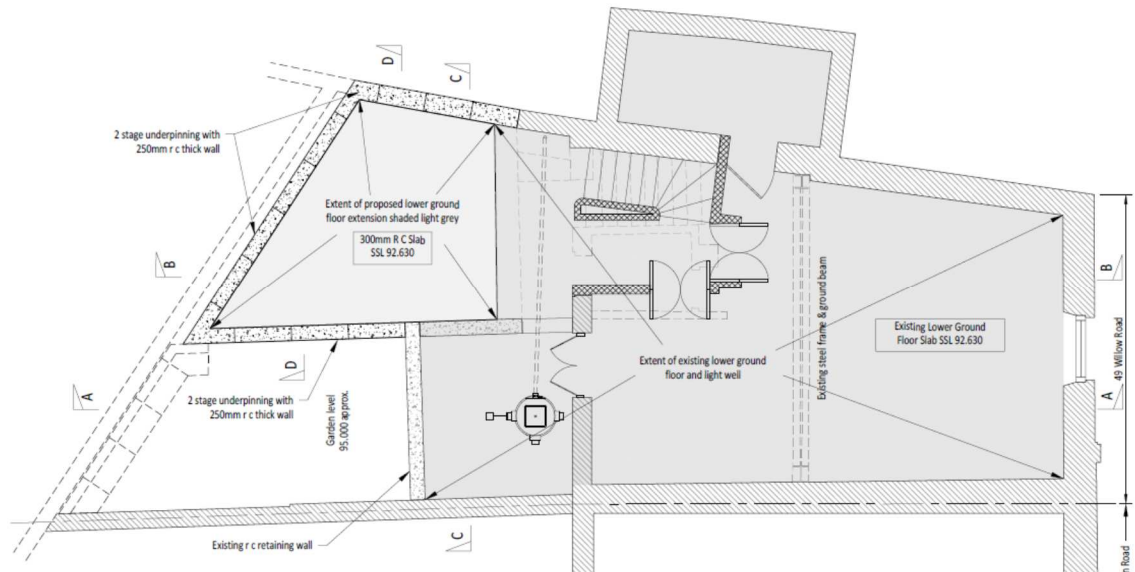 D
C
2 stage underpinning with
250mm r c thick wall
Extent of proposed lower ground
floor extension shaded light grey
300mm R C Slab
SSL 92.630
B
B
Existing steel frame & ground beam
Existing Lower Ground
Floor Slab SSL 92.630
49 Willow Road
Extent of existing lower ground
floor and light well
A
A
D
2 stage underpinning with
250mm r c thick wall
Garden level
95.000 approx.
Existing r c retaining wall
C
Road